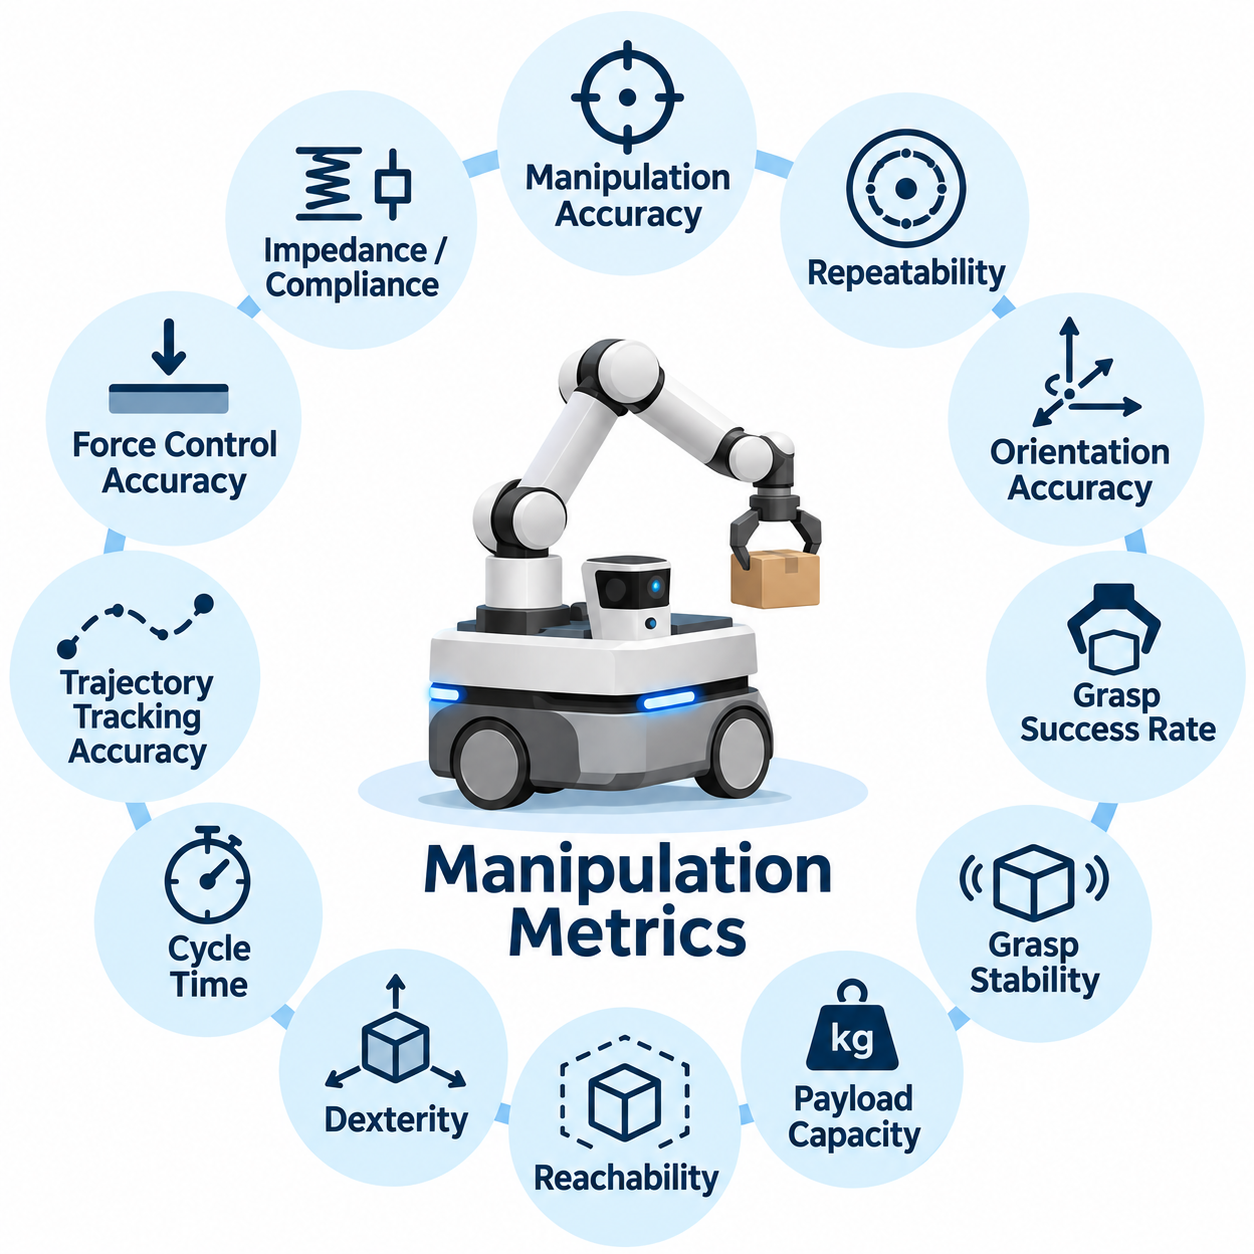 Manipulation
Accuracy
Repeatability
Orientation
Accuracy
Grasp
Success Rate
Grasp
Stability
kg
Payload
Capacity
Reachability
Dexterity
Cycle
Time
Trajectory
Tracking
Accuracy
Force Control
Accuracy
Impedance /
Compliance
Manipulation
Metrics